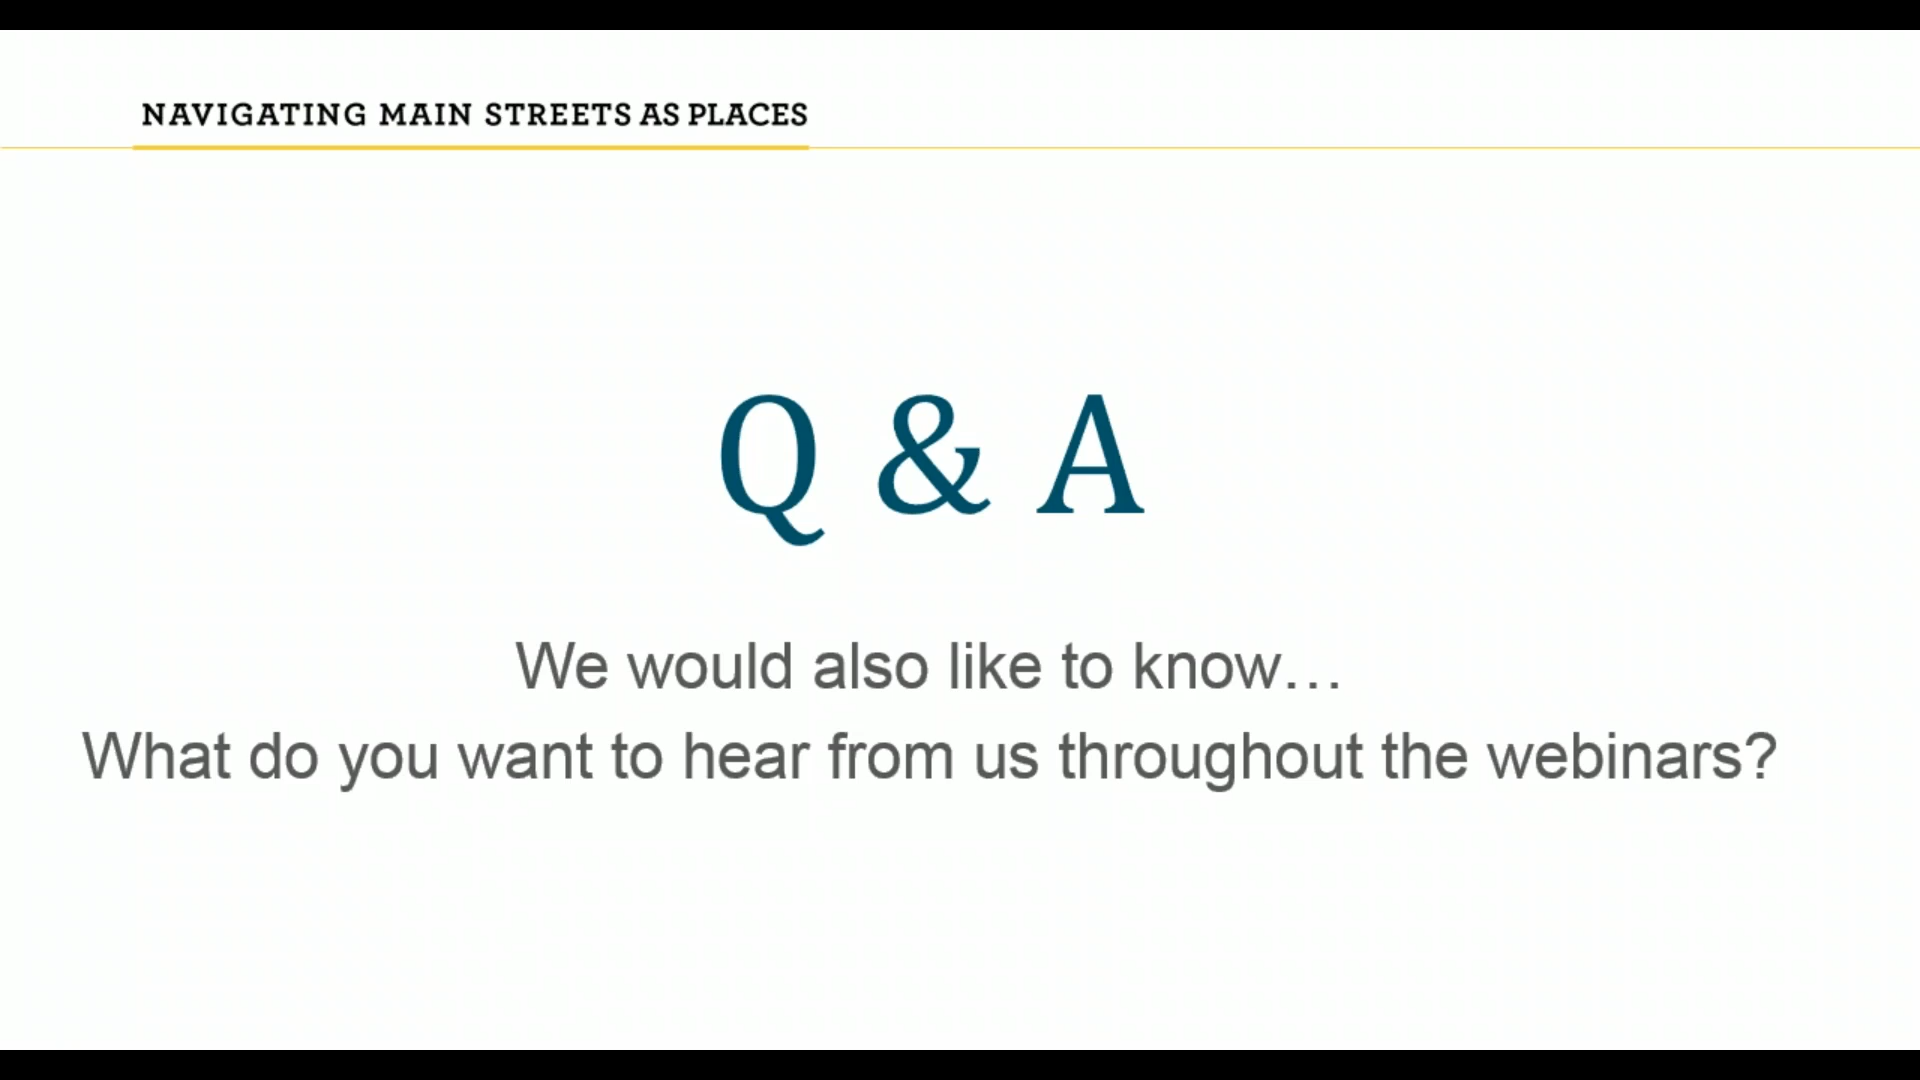 NAVIGATING MAIN STREETS AS PLACES
Q & A
We would also like to know…
What do you want to hear from us throughout the webinars?